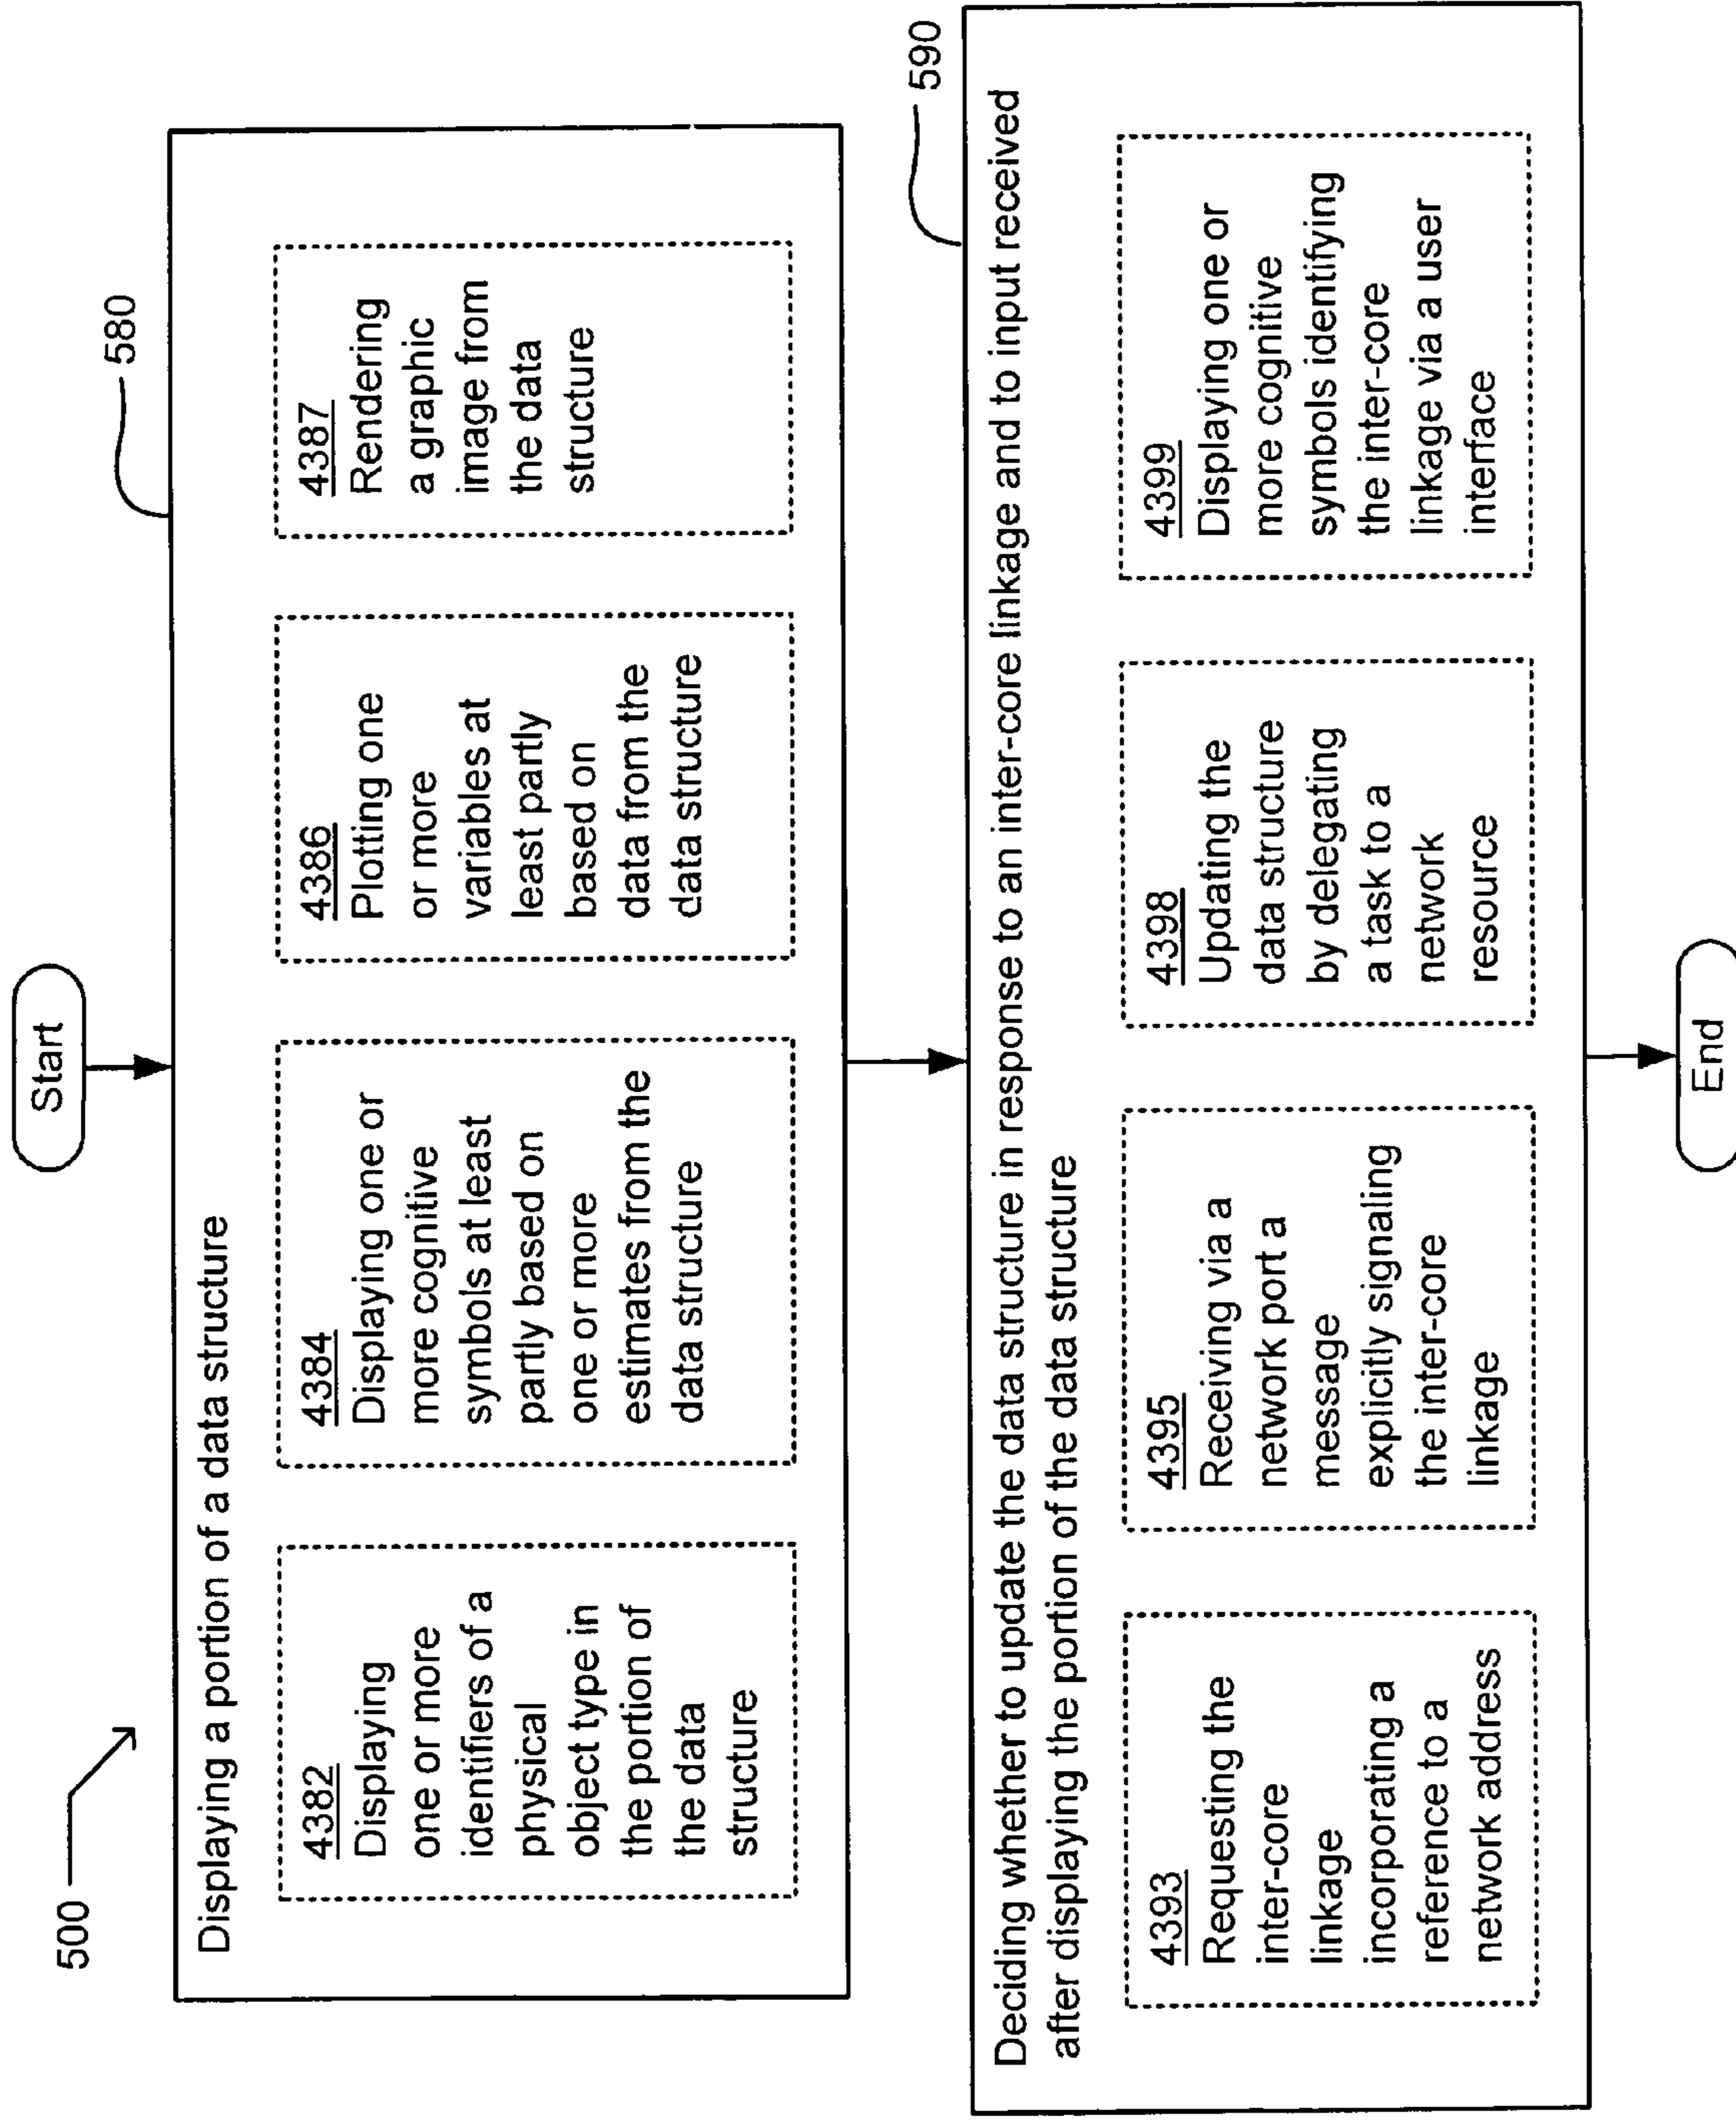 500
Start
580
Displaying a portion of a data structure
4382
Displaying
one or more
identifiers of a
physical
object type in
the portion of
the data
structure
4384
Displaying one or
more cognitive
symbols at least
partly based on
one or more
estimates from the
data structure
4386
Plotting one
or more
variables at
least partly
based on
data from the
data structure
4387
Rendering
a graphic
image from
the data
structure
590
Deciding whether to update the data structure in response to an inter-core linkage and to input received
after displaying the portion of the data structure
4393
Requesting the
inter-core
linkage
incorporating a
reference to a
network address
4395
Receiving via a
network port a
message
explicitly signaling
the inter-core
linkage
4398
Updating the
data structure
by delegating
a task to a
network
resource
4399
Displaying one or
more cognitive
symbols identifying
the inter-core
linkage via a user
interface
End